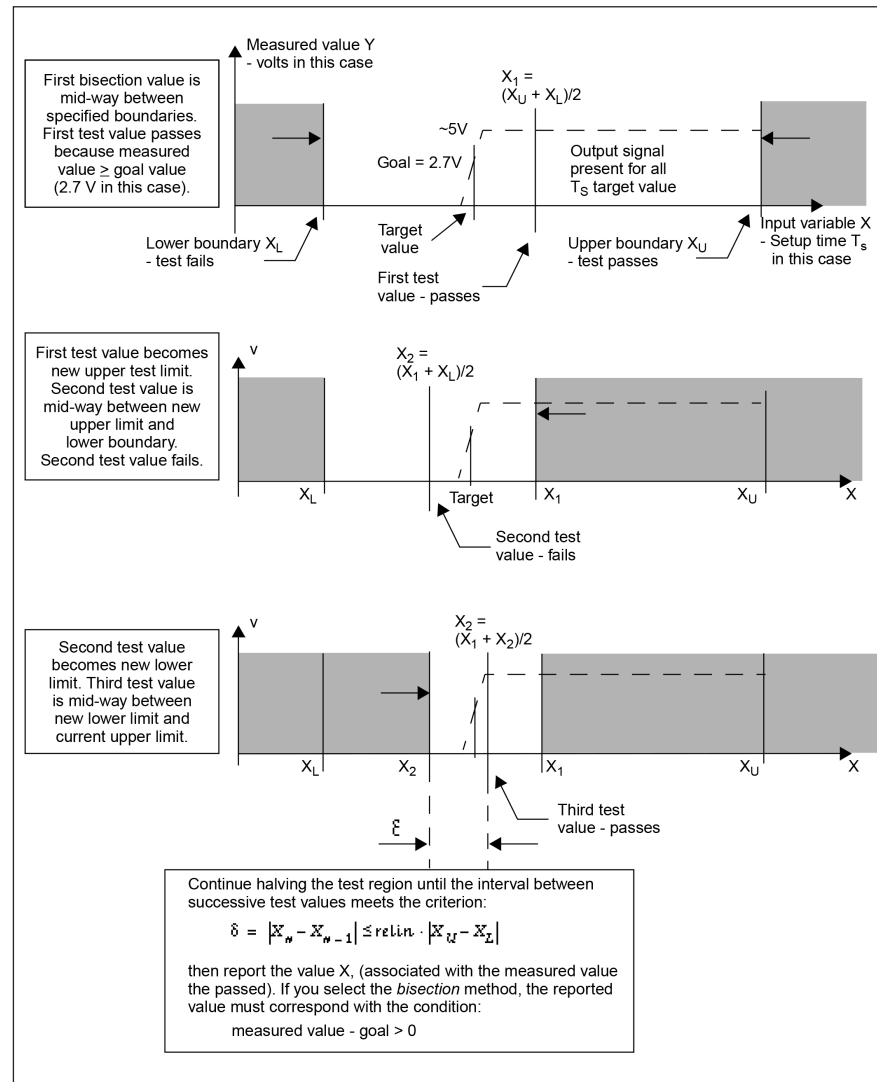 Measured value Y
- volts in this case
First bisection value is
mid-way between
specified boundaries.
First test value passes
because measured
value ≥ goal value
(2.7 V in this case).
X1 =
(XU + XL)/2
~5V
Goal = 2.7V
Output signal
present for all
TS target value
Lower boundary XL
- test fails
Target
value
First test
value - passes
Upper boundary XU
- test passes
Input variable X
- Setup time Ts
in this case
First test value becomes
new upper test limit.
Second test value is
mid-way between new
upper limit and
lower boundary.
Second test value fails.
v
X2 =
(X1 + XL)/2
XL
Target
X1
XU
X
Second test
value - fails
Second test value
becomes new lower
limit. Third test value
is mid-way between
new lower limit and
current upper limit.
v
X2 =
(X1 + X2)/2
XL
X2
X1
XU
X
Third test
value - passes
Continue halving the test region until the interval between
successive test values meets the criterion:
δ = |Xn - Xn-1| ≤ relin · |XU - XL|
then report the value X, (associated with the measured value
the passed). If you select the bisection method, the reported
value must correspond with the condition:
measured value - goal > 0